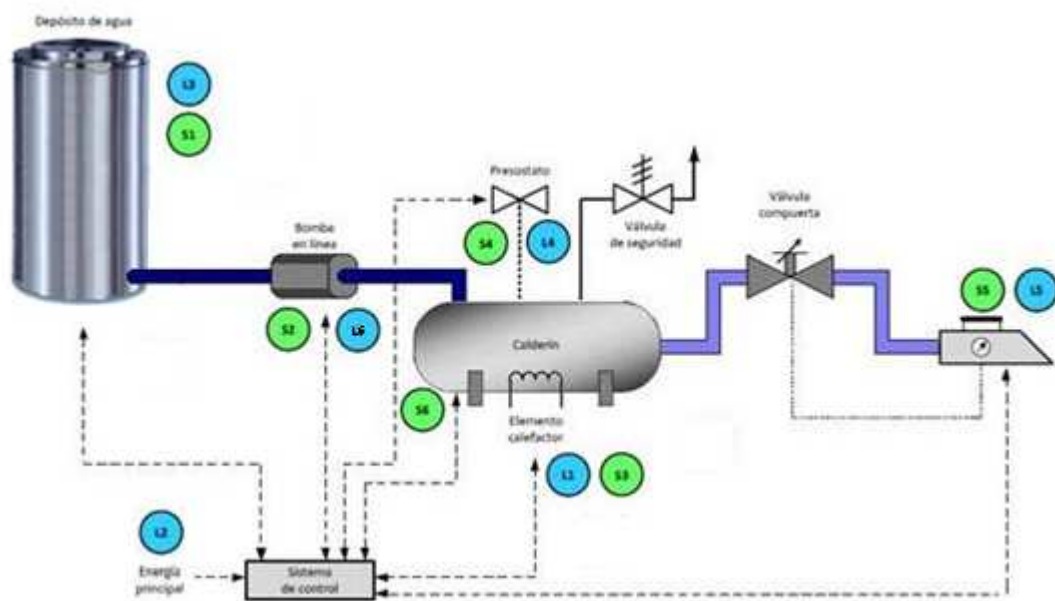 Depósito de agua
L3
S1
Presostato
S4
L4
Válvula
de seguridad
Válvula
compuerta
S5
L5
Bomba
en línea
S2
L6
Calderín
S6
Elemento
calefactor
L1
S3
L2
Energía
principal
Sistema
de control